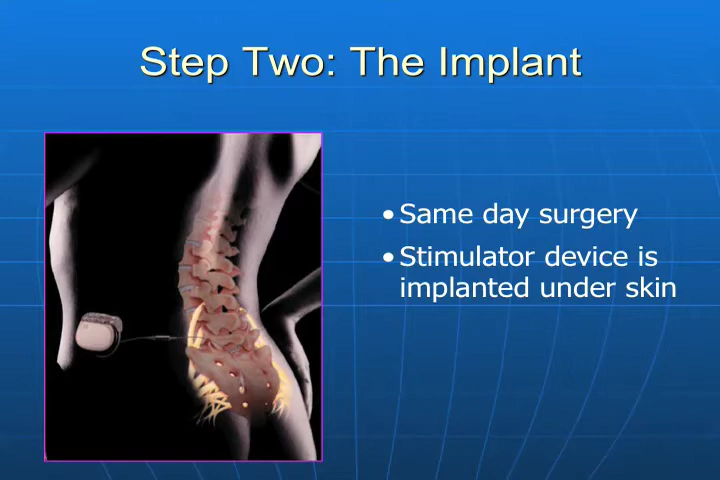 Step Two: The Implant
• Same day surgery
• Stimulator device is
implanted under skin